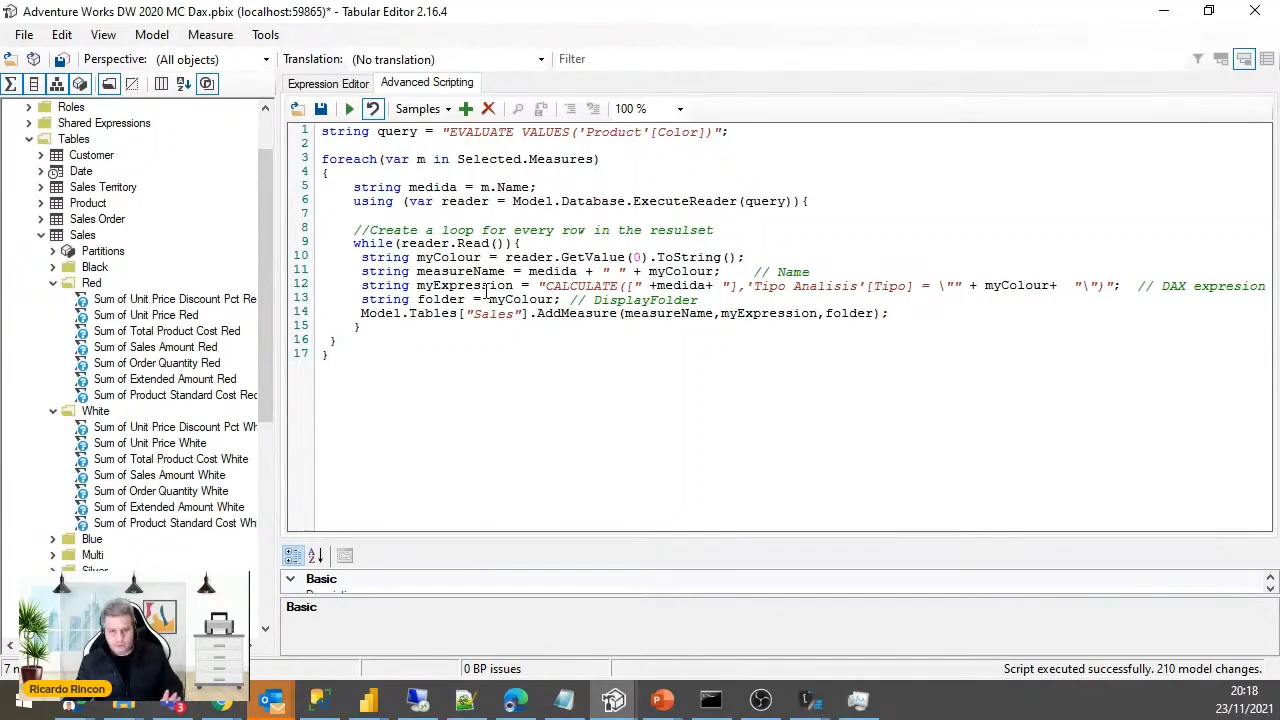 Adventure Works DW 2020 MC Dax.pbix (localhost:59865)* - Tabular Editor 2.16.4
File Edit View Model Measure Tools
Perspective: (All objects) Translation: (No translation) Filter
Expression Editor Advanced Scripting
Samples 100 %
Roles
Shared Expressions
Tables
Customer
Date
Sales Territory
Product
Sales Order
Sales
Partitions
Black
Red
Sum of Unit Price Discount Pct Re
Sum of Unit Price Red
Sum of Total Product Cost Red
Sum of Sales Amount Red
Sum of Order Quantity Red
Sum of Extended Amount Red
Sum of Product Standard Cost Red
White
Sum of Unit Price Discount Pct Wh
Sum of Unit Price White
Sum of Total Product Cost White
Sum of Sales Amount White
Sum of Order Quantity White
Sum of Extended Amount White
Sum of Product Standard Cost Wh
Blue
Multi
1 string query = "EVALUATE VALUES('Product'[Color])";
2
3 foreach(var m in Selected.Measures)
4 {
5 string medida = m.Name;
6 using (var reader = Model.Database.ExecuteReader(query)){
7
8 //Create a loop for every row in the resulset
9 while(reader.Read()){
10 string myColour = reader.GetValue(0).ToString();
11 string measureName = medida + " " + myColour; // Name
12 string myExpression = "CALCULATE([" +medida+ "],'Tipo Analisis'[Tipo] = \"" + myColour+ "\")"; // DAX expresion
13 string folder = myColour; // DisplayFolder
14 Model.Tables["Sales"].AddMeasure(measureName,myExpression,folder);
15 }
16 }
17 }
Basic
Basic
Ricardo Rincon
0 BP issues
Script executed successfully. 210 model changes.
20:18
23/11/2021